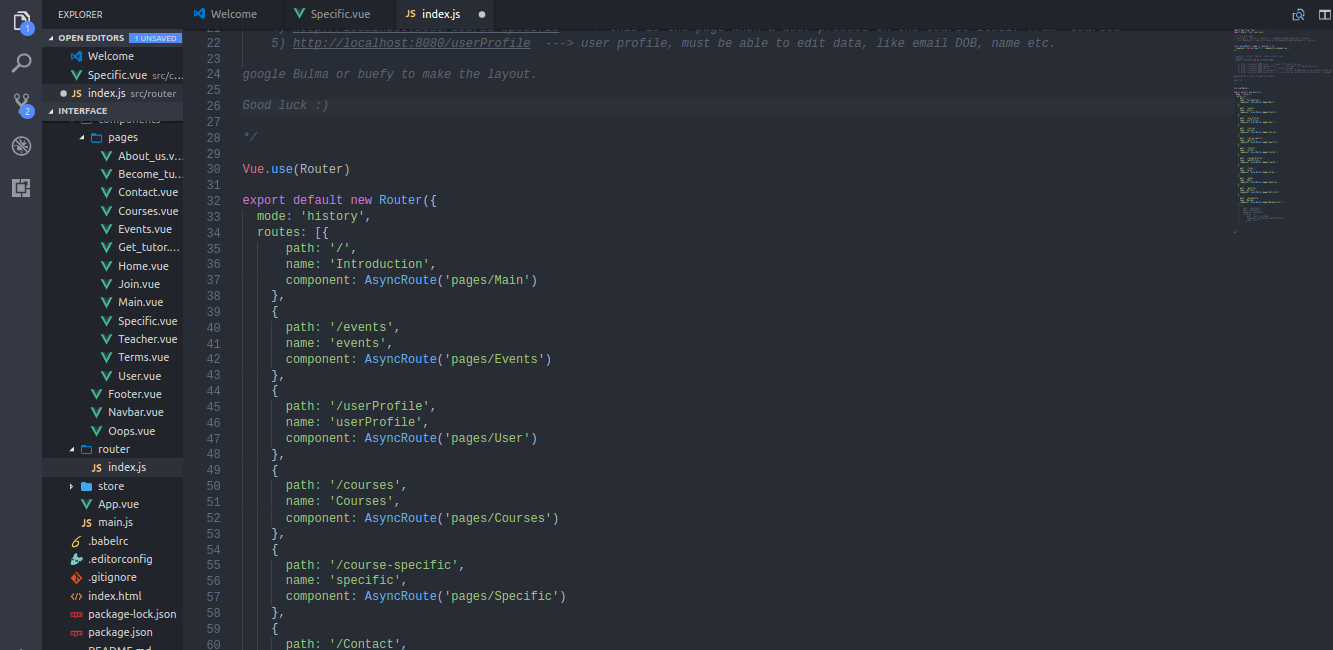 EXPLORER
Welcome
Specific.vue
JS index.js
1
OPEN EDITORS 1 UNSAVED
Welcome
Specific.vue src/c...
JS index.js src/router
2
INTERFACE
components
pages
About_us.v...
Become_tu...
Contact.vue
Courses.vue
Events.vue
Get_tutor....
Home.vue
Join.vue
Main.vue
Specific.vue
Teacher.vue
Terms.vue
User.vue
Footer.vue
Navbar.vue
Oops.vue
router
JS index.js
store
App.vue
JS main.js
.babelrc
.editorconfig
.gitignore
index.html
package-lock.json
package.json
README.md
22 5) http://localhost:8080/userProfile ---> user profile, must be able to edit data, like email DOB, name etc.
23
24 google Bulma or buefy to make the layout.
25
26 Good luck :)
27
28 */
29
30 Vue.use(Router)
31
32 export default new Router({
33 mode: 'history',
34 routes: [{
35 path: '/',
36 name: 'Introduction',
37 component: AsyncRoute('pages/Main')
38 },
39 {
40 path: '/events',
41 name: 'events',
42 component: AsyncRoute('pages/Events')
43 },
44 {
45 path: '/userProfile',
46 name: 'userProfile',
47 component: AsyncRoute('pages/User')
48 },
49 {
50 path: '/courses',
51 name: 'Courses',
52 component: AsyncRoute('pages/Courses')
53 },
54 {
55 path: '/course-specific',
56 name: 'specific',
57 component: AsyncRoute('pages/Specific')
58 },
59 {
60 path: '/Contact',